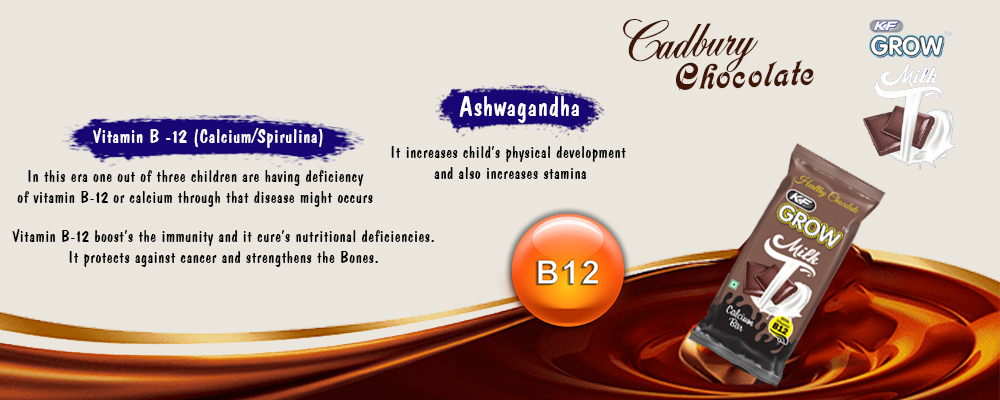 Cadbury
Chocolate
K&F
GROW
TM
Milk
Vitamin B -12 (Calcium/Spirulina)
In this era one out of three children are having deficiency
of vitamin B-12 or calcium through that disease might occurs
Vitamin B-12 boost's the immunity and it cure's nutritional deficiencies.
It protects against cancer and strengthens the Bones.
Ashwagandha
It increases child's physical development
and also increases stamina
B12
Healthy Chocolate
K&F
GROW
Milk
Calcium
Bar
B12